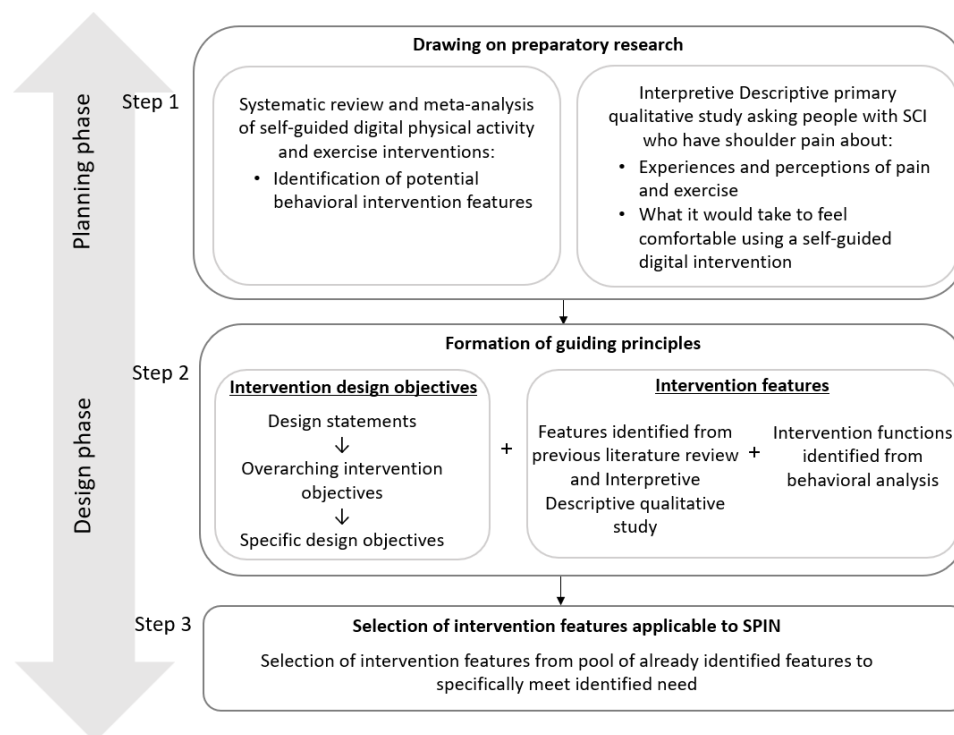 Planning phase
Design phase
Step 1
Drawing on preparatory research
Systematic review and meta-analysis
of self-guided digital physical activity
and exercise interventions:
• Identification of potential
behavioral intervention features
Interpretive Descriptive primary
qualitative study asking people with SCI
who have shoulder pain about:
• Experiences and perceptions of pain
and exercise
• What it would take to feel
comfortable using a self-guided
digital intervention
Step 2
Formation of guiding principles
Intervention design objectives
Design statements
↓
Overarching intervention
objectives
↓
Specific design objectives
+
Intervention features
Features identified from
previous literature review
and Interpretive
Descriptive qualitative
study
+
Intervention functions
identified from
behavioral analysis
Step 3
Selection of intervention features applicable to SPIN
Selection of intervention features from pool of already identified features to
specifically meet identified need